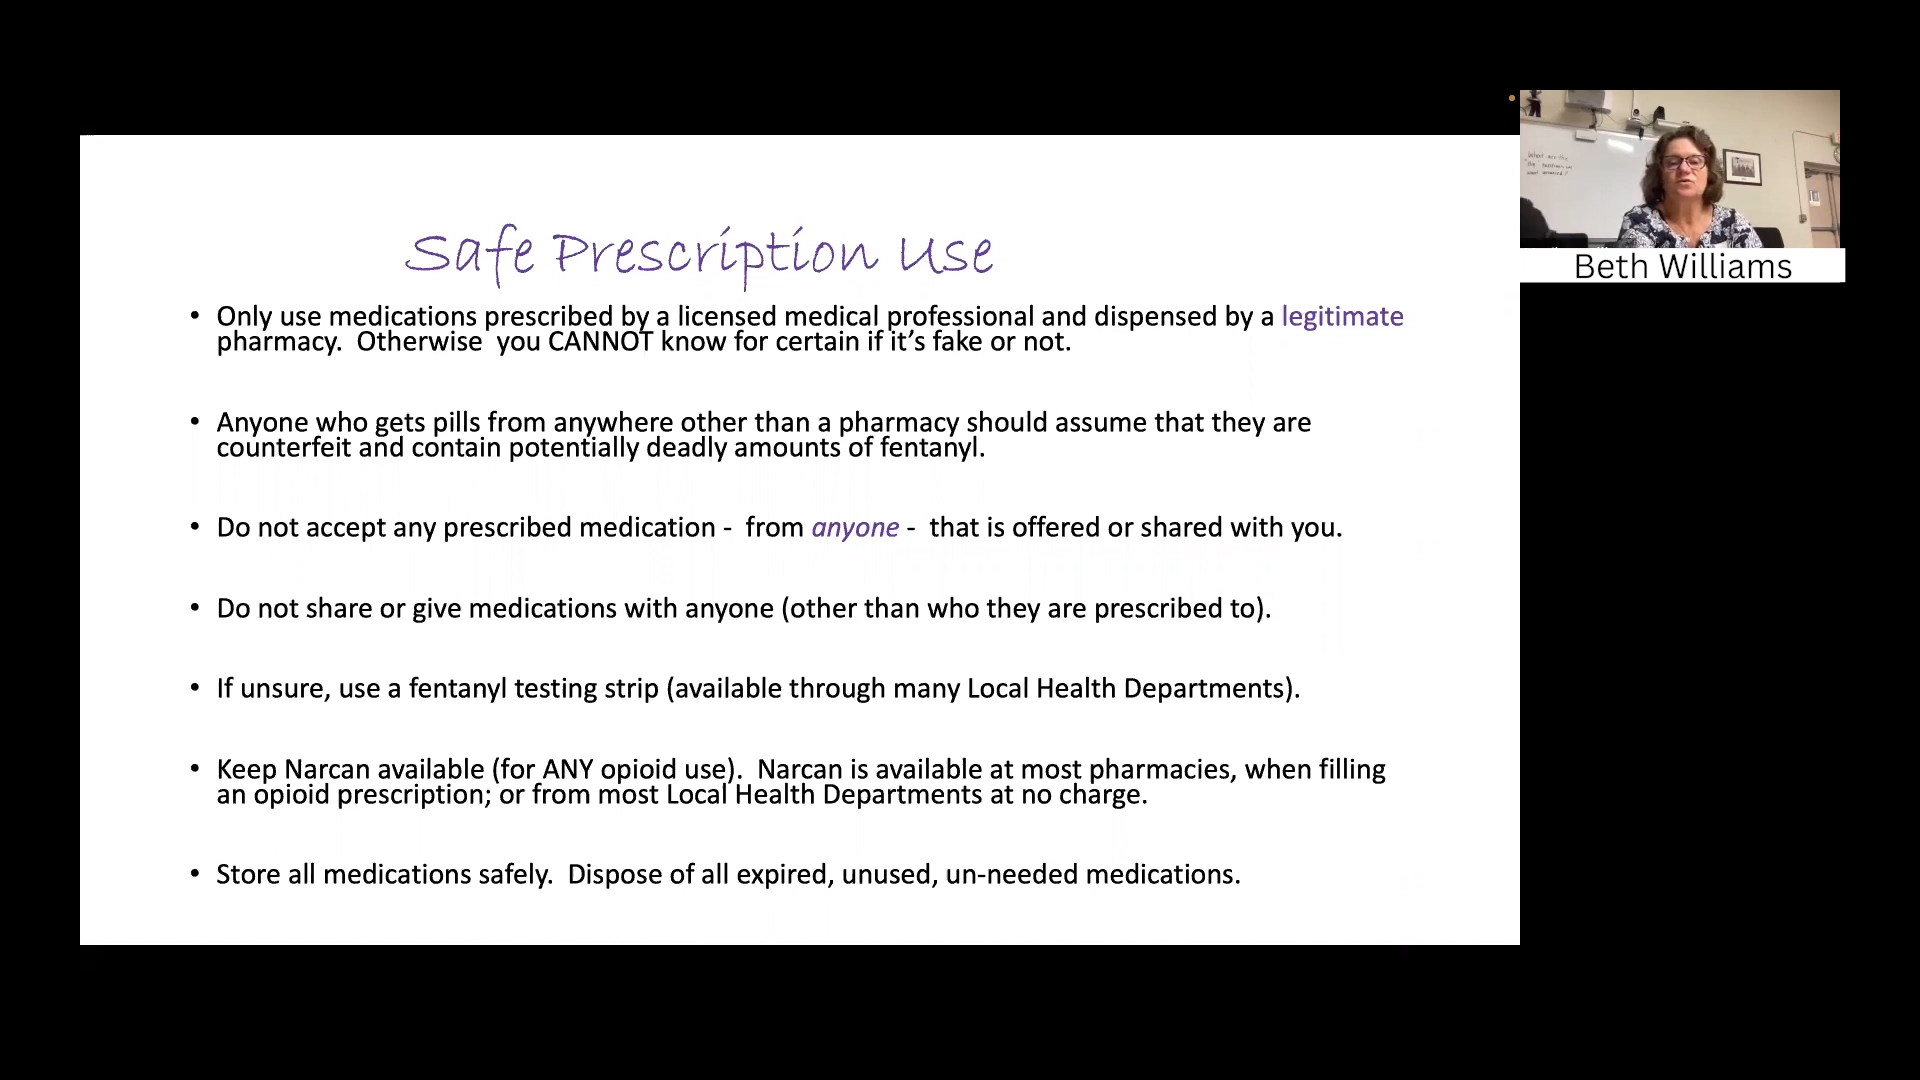 Safe Prescription Use
• Only use medications prescribed by a licensed medical professional and dispensed by a legitimate
pharmacy.  Otherwise  you CANNOT know for certain if it’s fake or not.
• Anyone who gets pills from anywhere other than a pharmacy should assume that they are
counterfeit and contain potentially deadly amounts of fentanyl.
• Do not accept any prescribed medication -  from anyone -  that is offered or shared with you.
• Do not share or give medications with anyone (other than who they are prescribed to).
• If unsure, use a fentanyl testing strip (available through many Local Health Departments).
• Keep Narcan available (for ANY opioid use).  Narcan is available at most pharmacies, when filling
an opioid prescription; or from most Local Health Departments at no charge.
• Store all medications safely.  Dispose of all expired, unused, un-needed medications.
Beth Williams